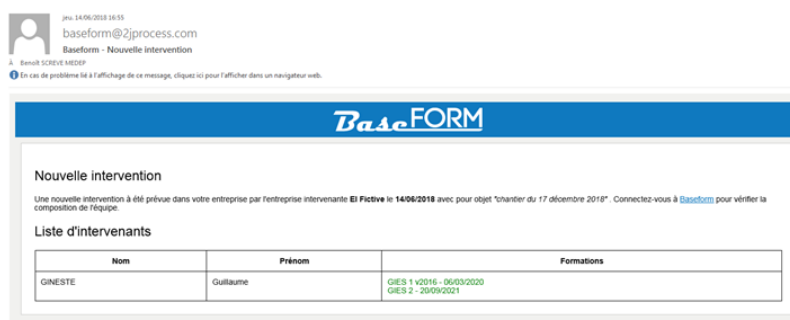 jeu. 14/06/2018 16:55
baseform@2jprocess.com
Baseform - Nouvelle intervention
À Benoît SCREVE MEDEP
En cas de problème lié à l'affichage de ce message, cliquez ici pour l'afficher dans un navigateur web.
BaseFORM
Nouvelle intervention
Une nouvelle intervention à été prévue dans votre entreprise par l'entreprise intervenante EI Fictive le 14/06/2018 avec pour objet "chantier du 17 décembre 2018" . Connectez-vous à Baseform pour vérifier la
composition de l'équipe.
Liste d'intervenants
Nom Prénom Formations
GINESTE Guillaume GIES 1 v2016 - 06/03/2020
GIES 2 - 20/09/2021